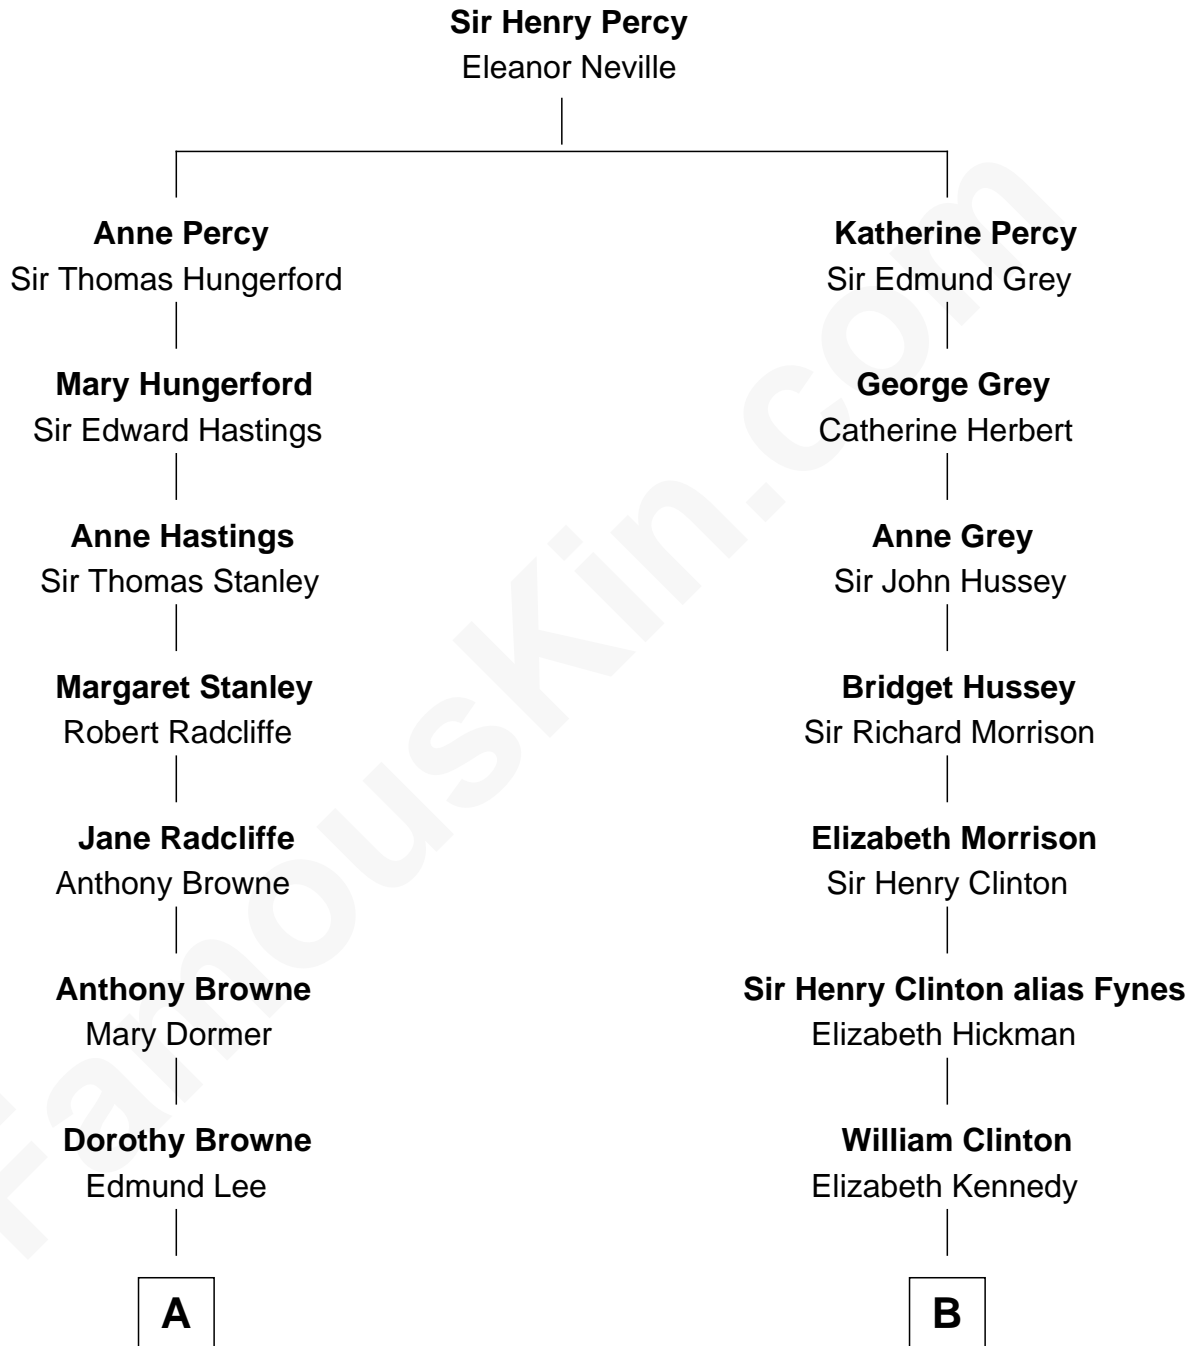 Sir Henry Percy
Eleanor Neville
Anne Percy
Sir Thomas Hungerford
Katherine Percy
Sir Edmund Grey
Mary Hungerford
Sir Edward Hastings
George Grey
Catherine Herbert
Anne Hastings
Sir Thomas Stanley
Anne Grey
Sir John Hussey
Margaret Stanley
Robert Radcliffe
Bridget Hussey
Sir Richard Morrison
Jane Radcliffe
Anthony Browne
Elizabeth Morrison
Sir Henry Clinton
Anthony Browne
Mary Dormer
Sir Henry Clinton alias Fynes
Elizabeth Hickman
Dorothy Browne
Edmund Lee
William Clinton
Elizabeth Kennedy
A
B
FamousKin.com